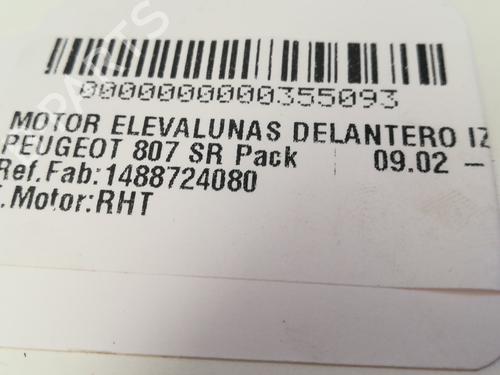 0000000000355093
MOTOR ELEVALUNAS DELANTERO IZ
PEUGEOT 807 SR Pack 09.02 –
Ref.Fab:1488724080
T.Motor:RHT